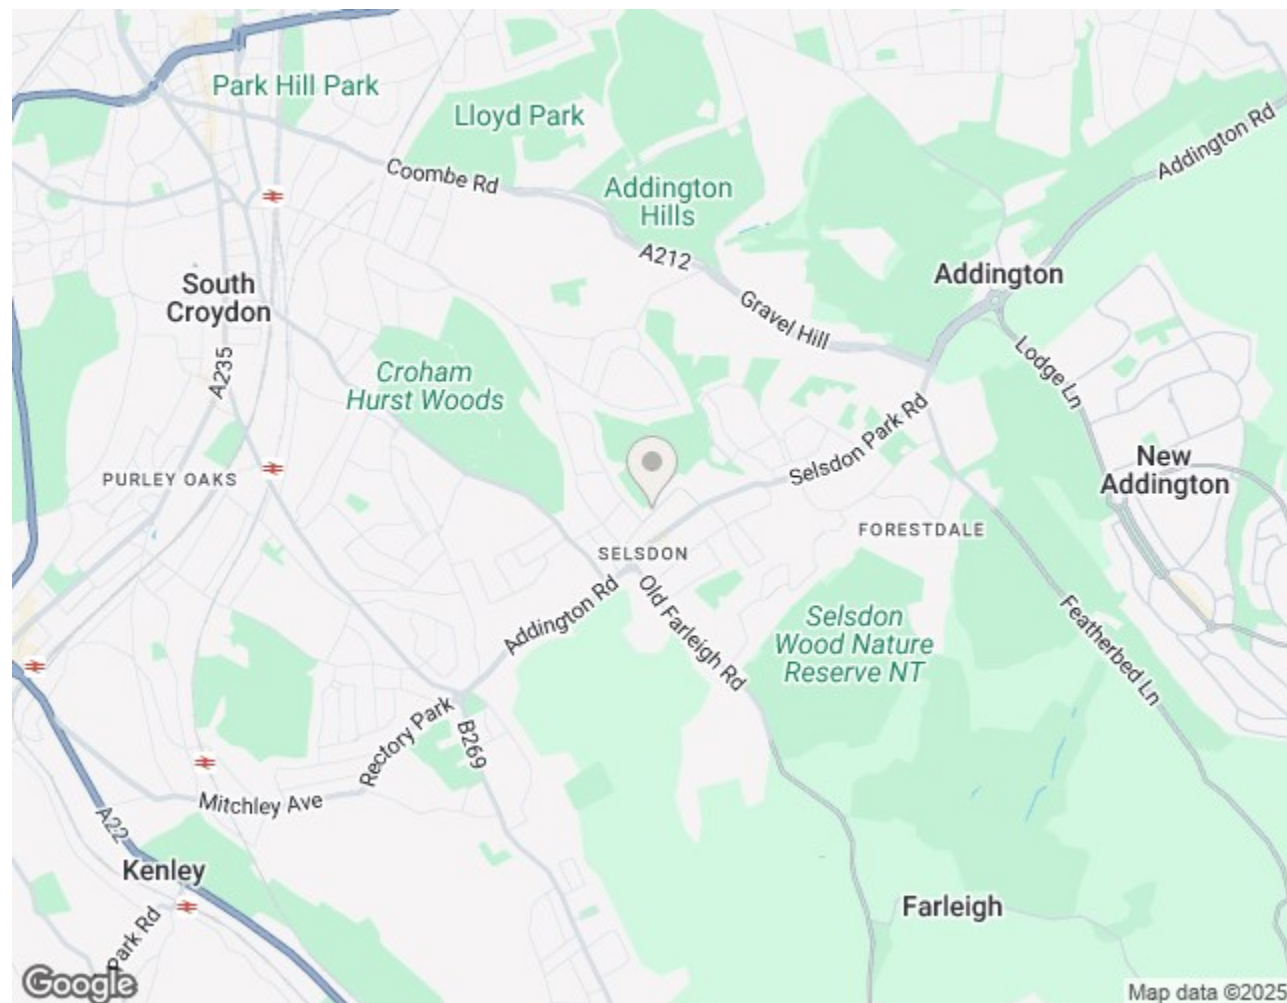 Park Hill Park
Lloyd Park
Addington Rd
Coombe Rd
Addington
Hills
A212
South
Croydon
Addington
Gravel Hill
A235
Lodge Ln
Croham
Hurst Woods
Selsdon Park Rd
PURLEY OAKS
New
Addington
FORESTDALE
SELSDON
Addington Rd
Old Farleigh Rd
Selsdon
Wood Nature
Reserve NT
Featherbed Ln
Rectory Park
B269
Mitchley Ave
A22
Kenley
Farleigh
Park Rd
Google
Map data ©2025